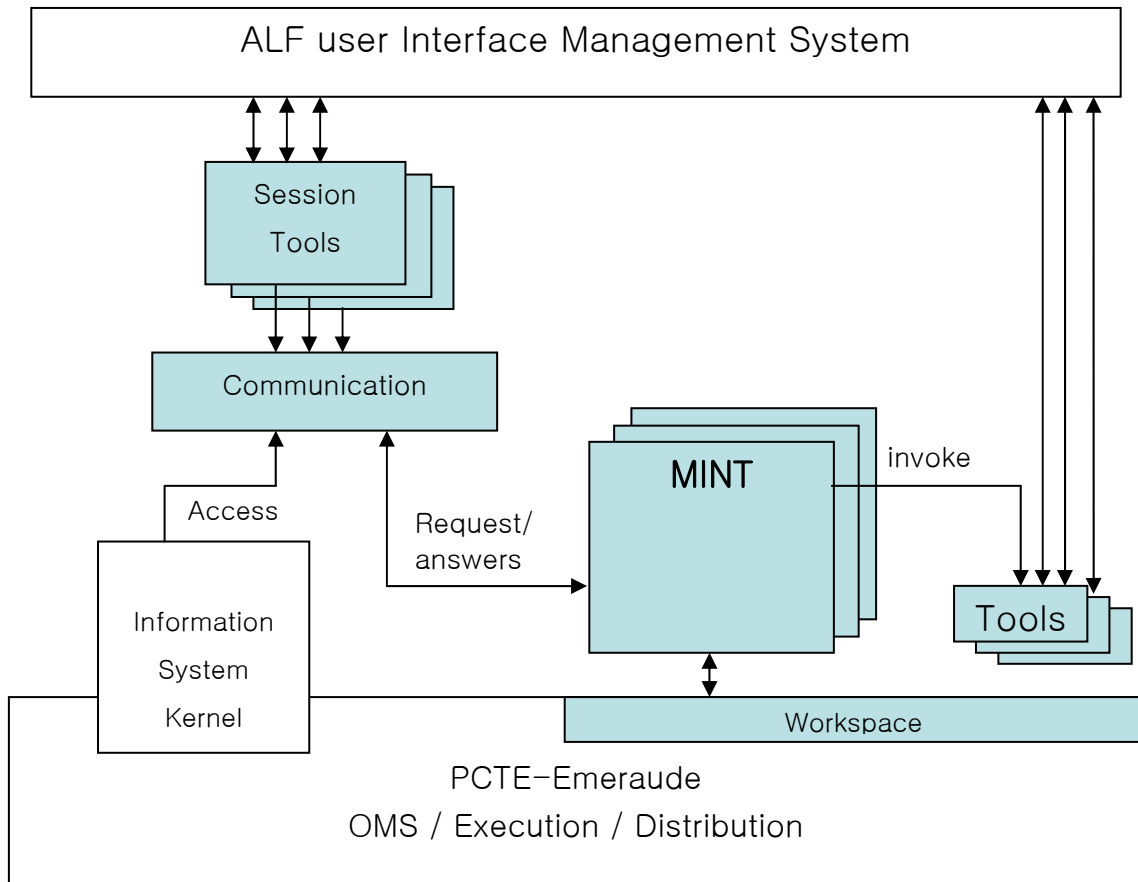 ALF user Interface Management System
Session
Tools
Communication
MINT
invoke
Access
Request/
answers
Information
System
Kernel
Tools
Workspace
PCTE-Emeraude
OMS / Execution / Distribution